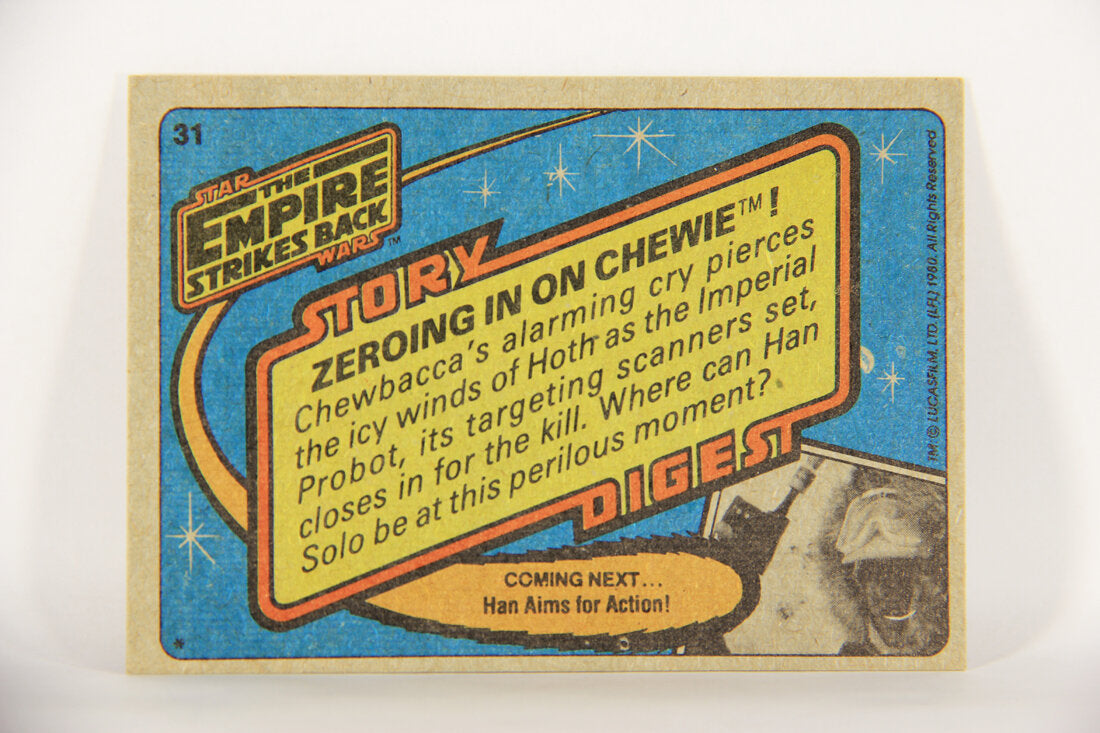 31
STAR
THE
EMPIRE
STRIKES BACK
WARS™
STORY
ZEROING IN ON CHEWIE™!
Chewbacca's alarming cry pierces
the icy winds of Hoth as the Imperial
Probot, its targeting scanners set,
closes in for the kill. Where can Han
Solo be at this perilous moment?
DIGEST
COMING NEXT...
Han Aims for Action!
*
TM: © LUCASFILM, LTD. (LFL) 1980. All Rights Reserved